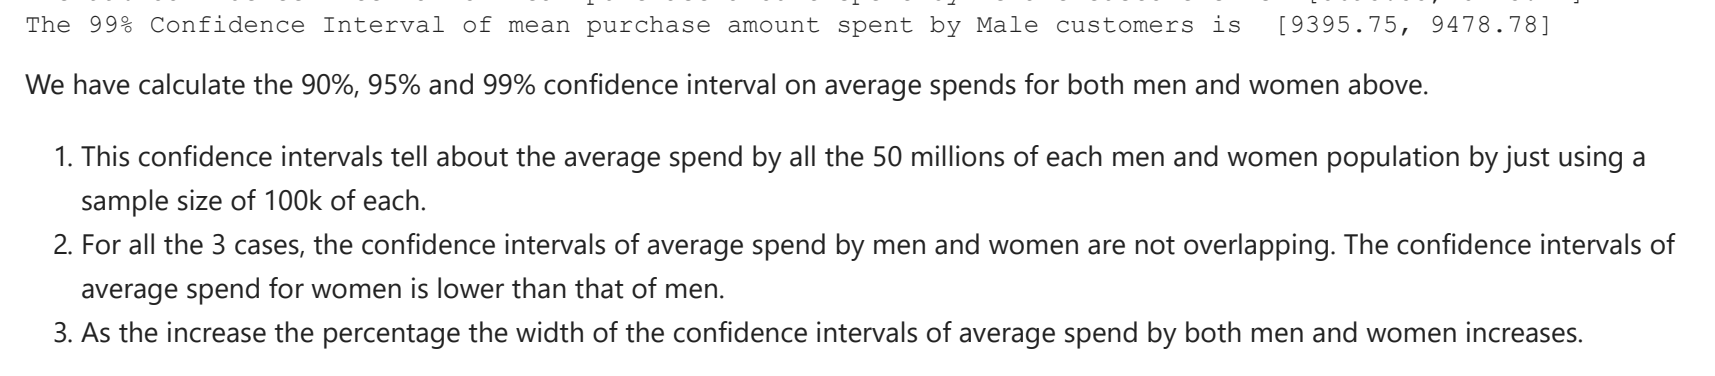 The 99% Confidence Interval of mean purchase amount spent by Male customers is [9395.75, 9478.78]
We have calculate the 90%, 95% and 99% confidence interval on average spends for both men and women above.
1. This confidence intervals tell about the average spend by all the 50 millions of each men and women population by just using a
sample size of 100k of each.
2. For all the 3 cases, the confidence intervals of average spend by men and women are not overlapping. The confidence intervals of
average spend for women is lower than that of men.
3. As the increase the percentage the width of the confidence intervals of average spend by both men and women increases.